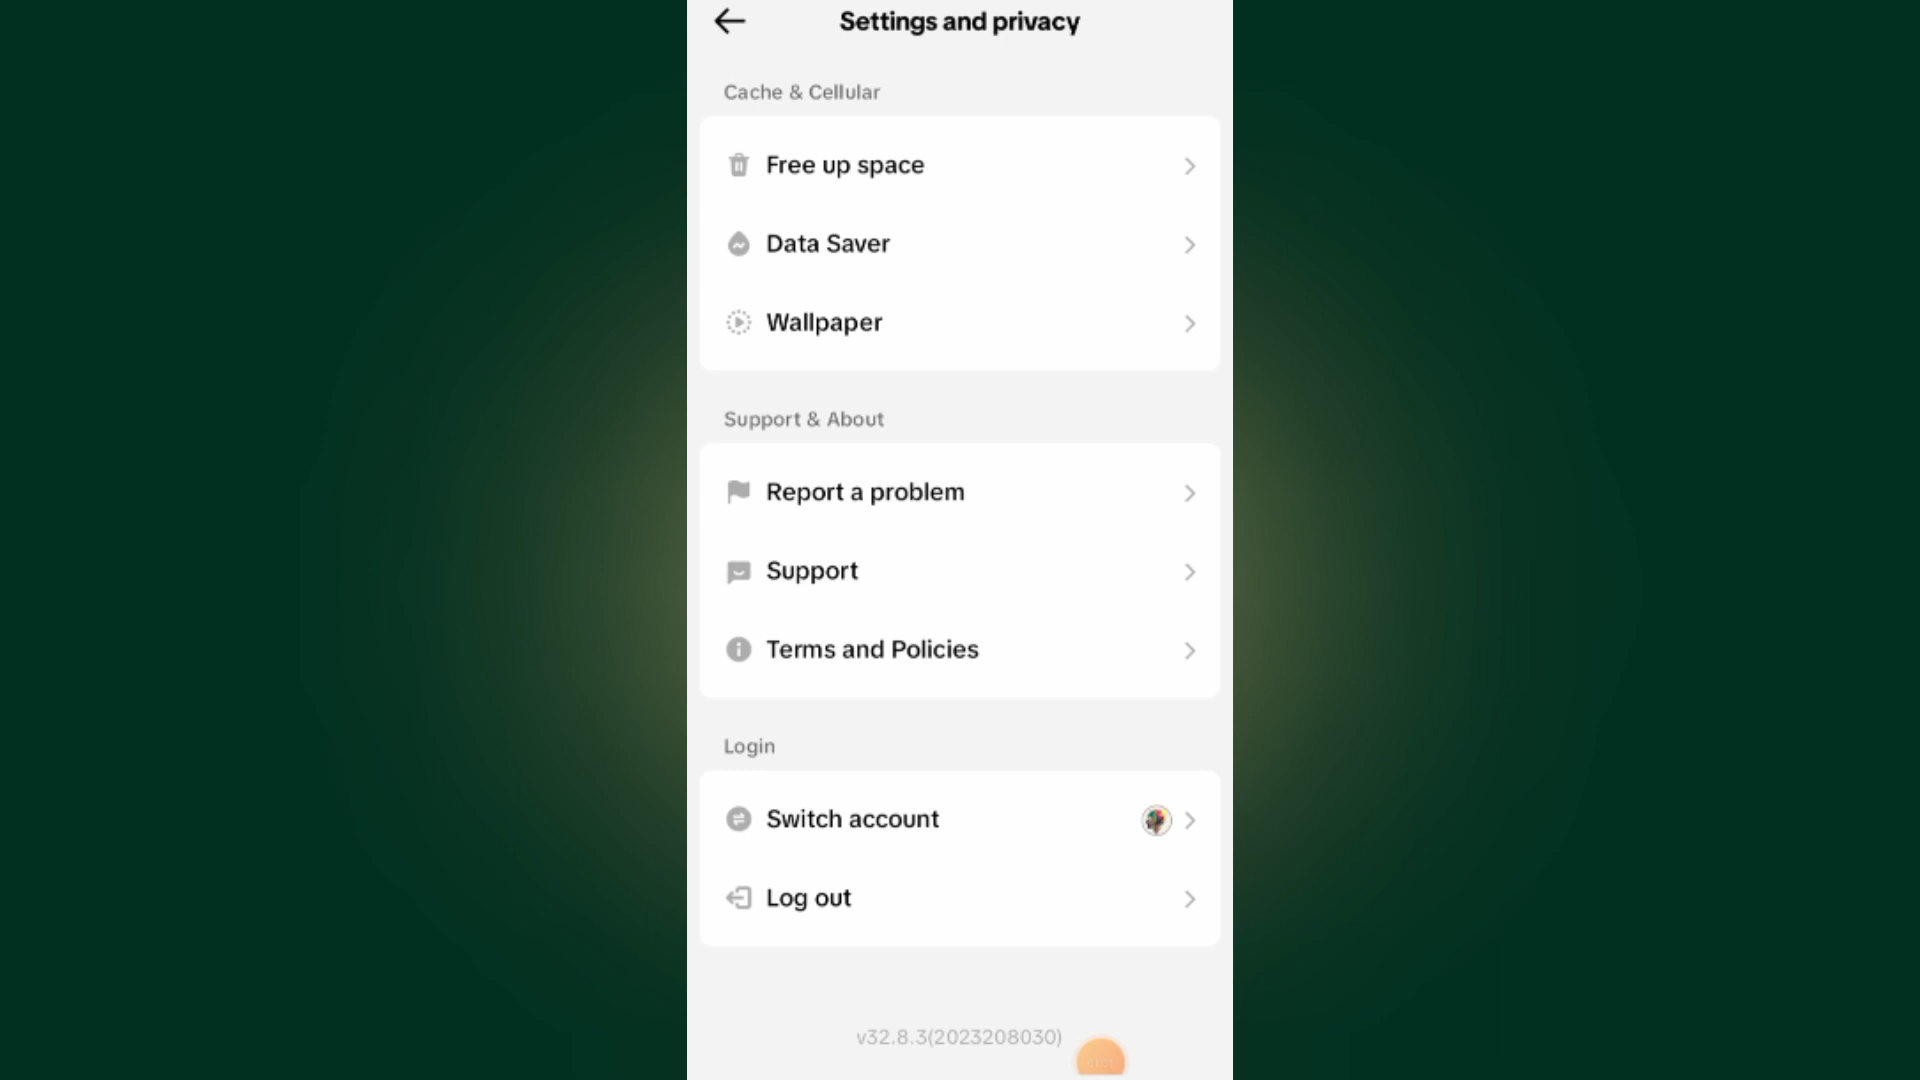 Settings and privacy
Cache & Cellular
Free up space
Data Saver
Wallpaper
Support & About
Report a problem
Support
Terms and Policies
Login
Switch account
Log out
v32.8.3(2023208030)